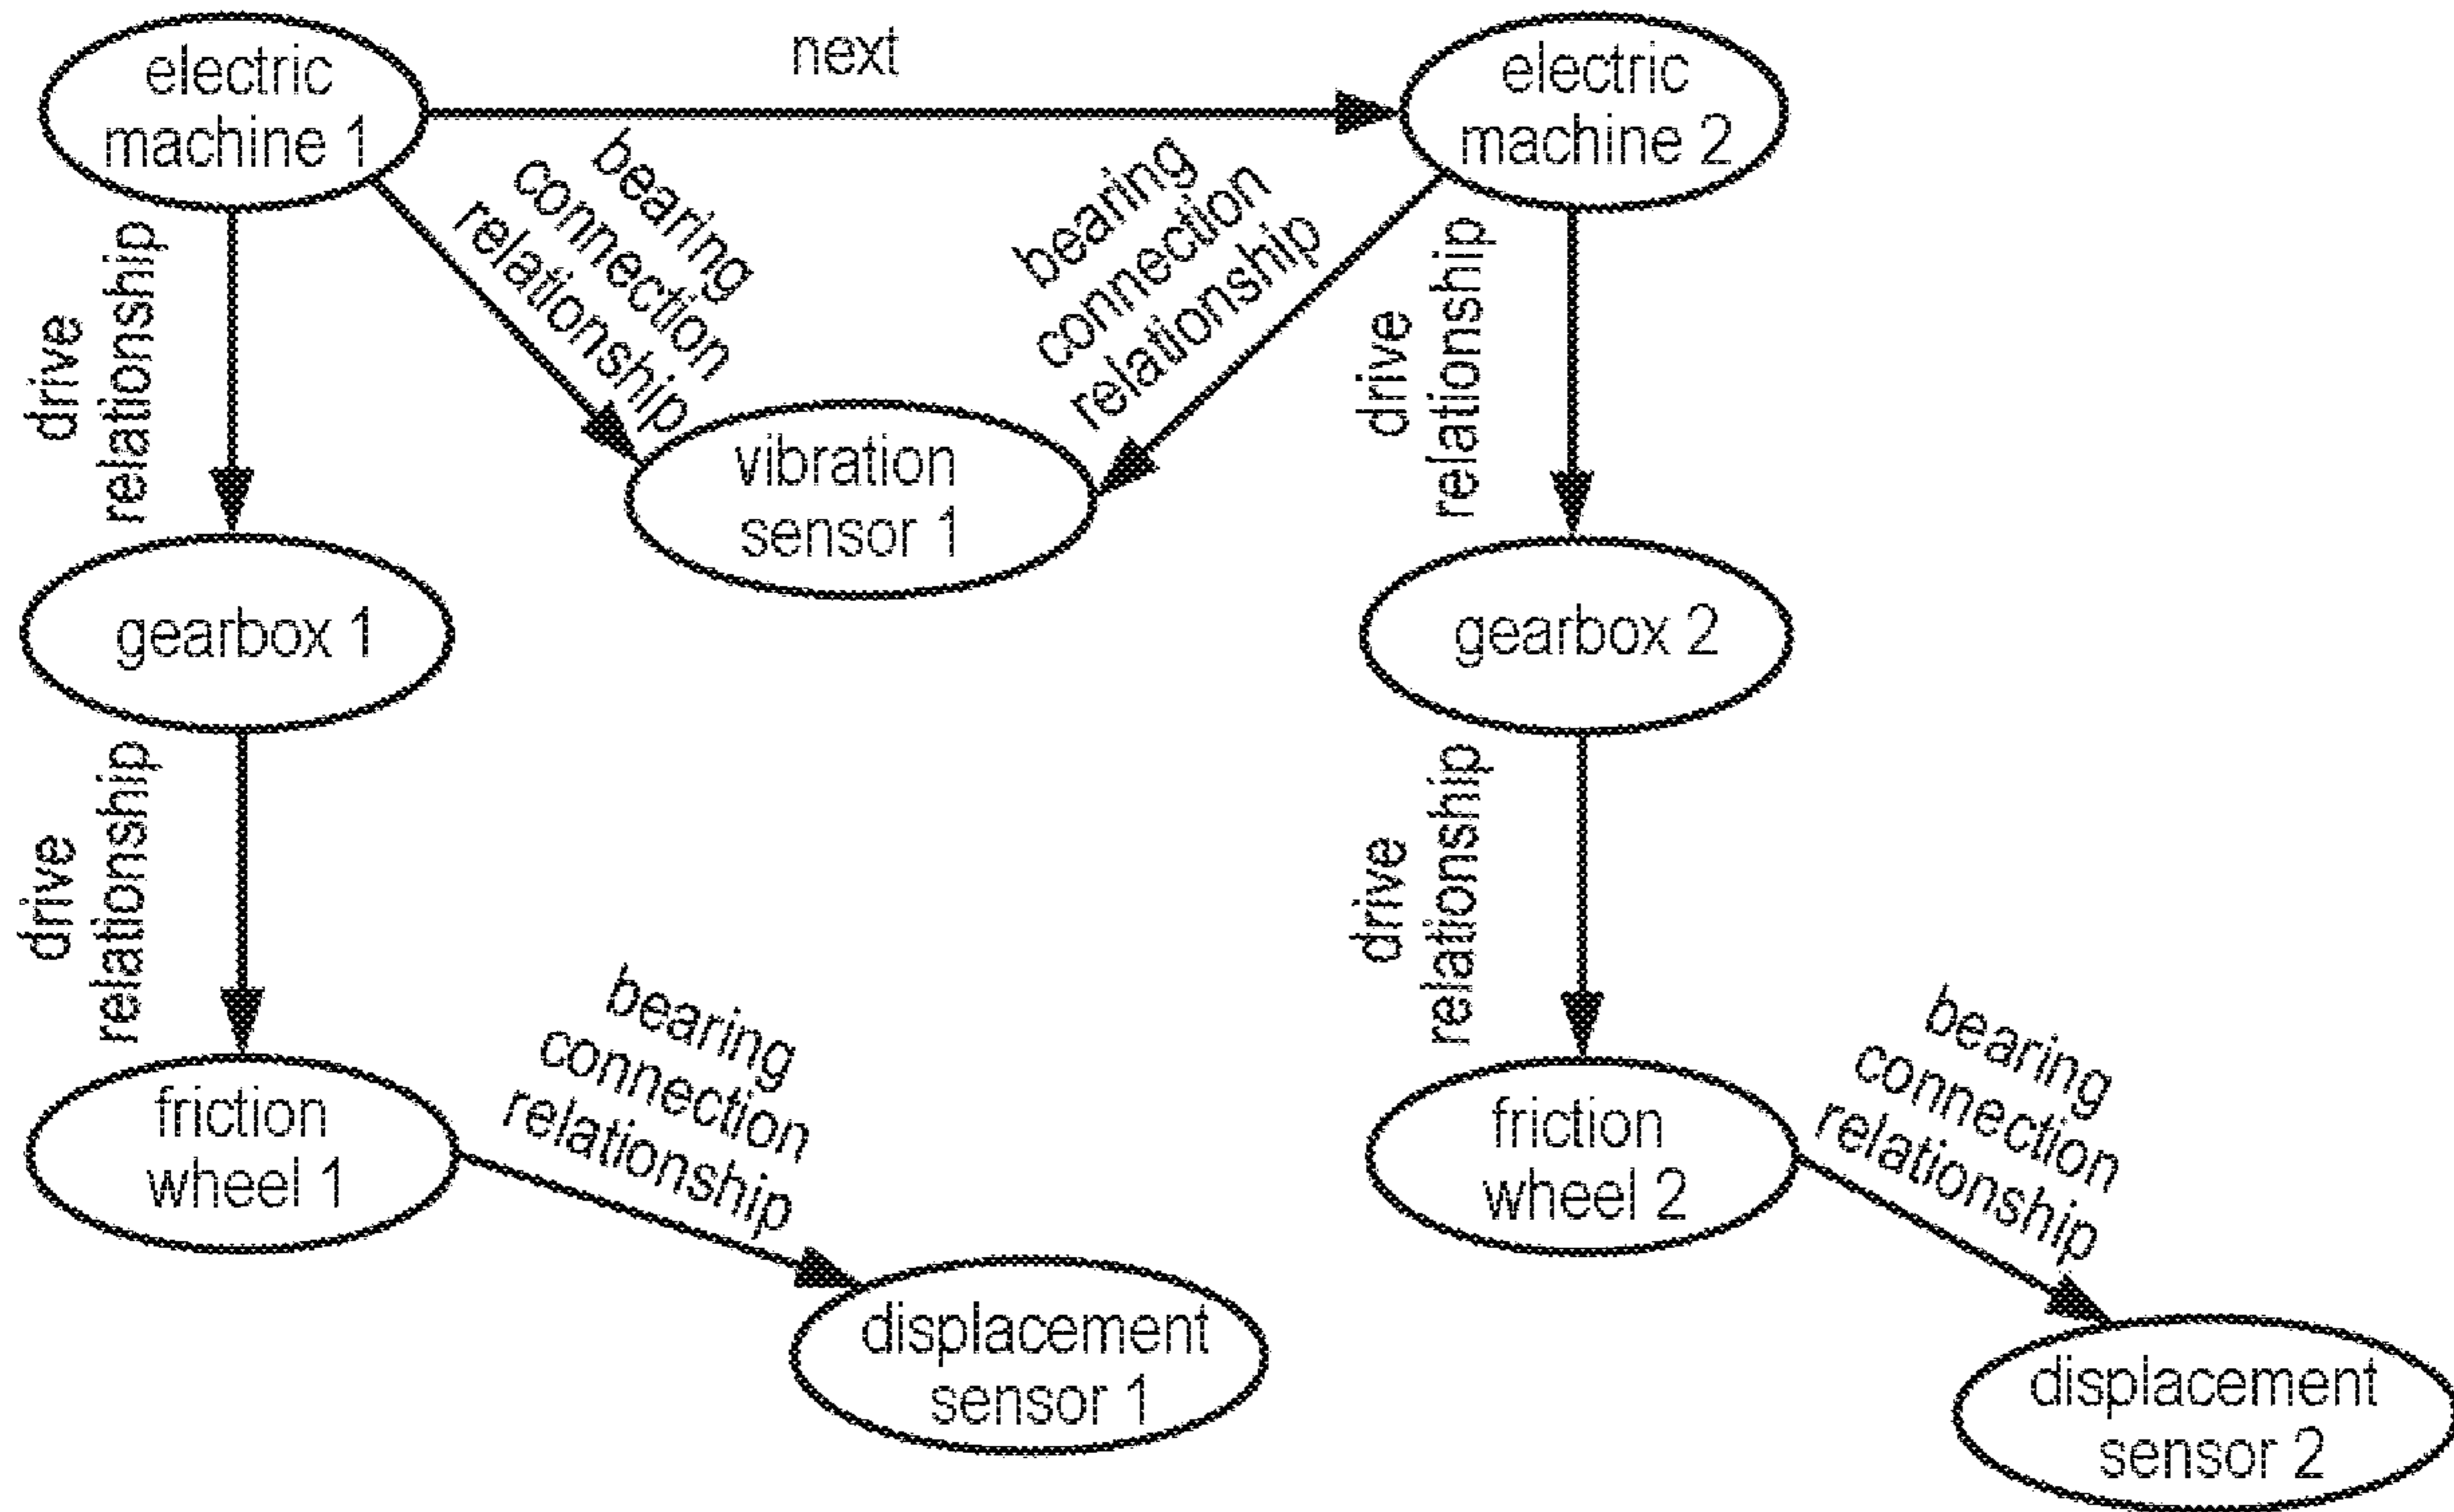 electric
machine 1
next
electric
machine 2
bearing
connection
relationship
bearing
connection
relationship
drive
relationship
drive
relationship
vibration
sensor 1
gearbox 1
gearbox 2
drive
relationship
drive
relationship
friction
wheel 1
bearing
connection
relationship
friction
wheel 2
bearing
connection
relationship
displacement
sensor 1
displacement
sensor 2